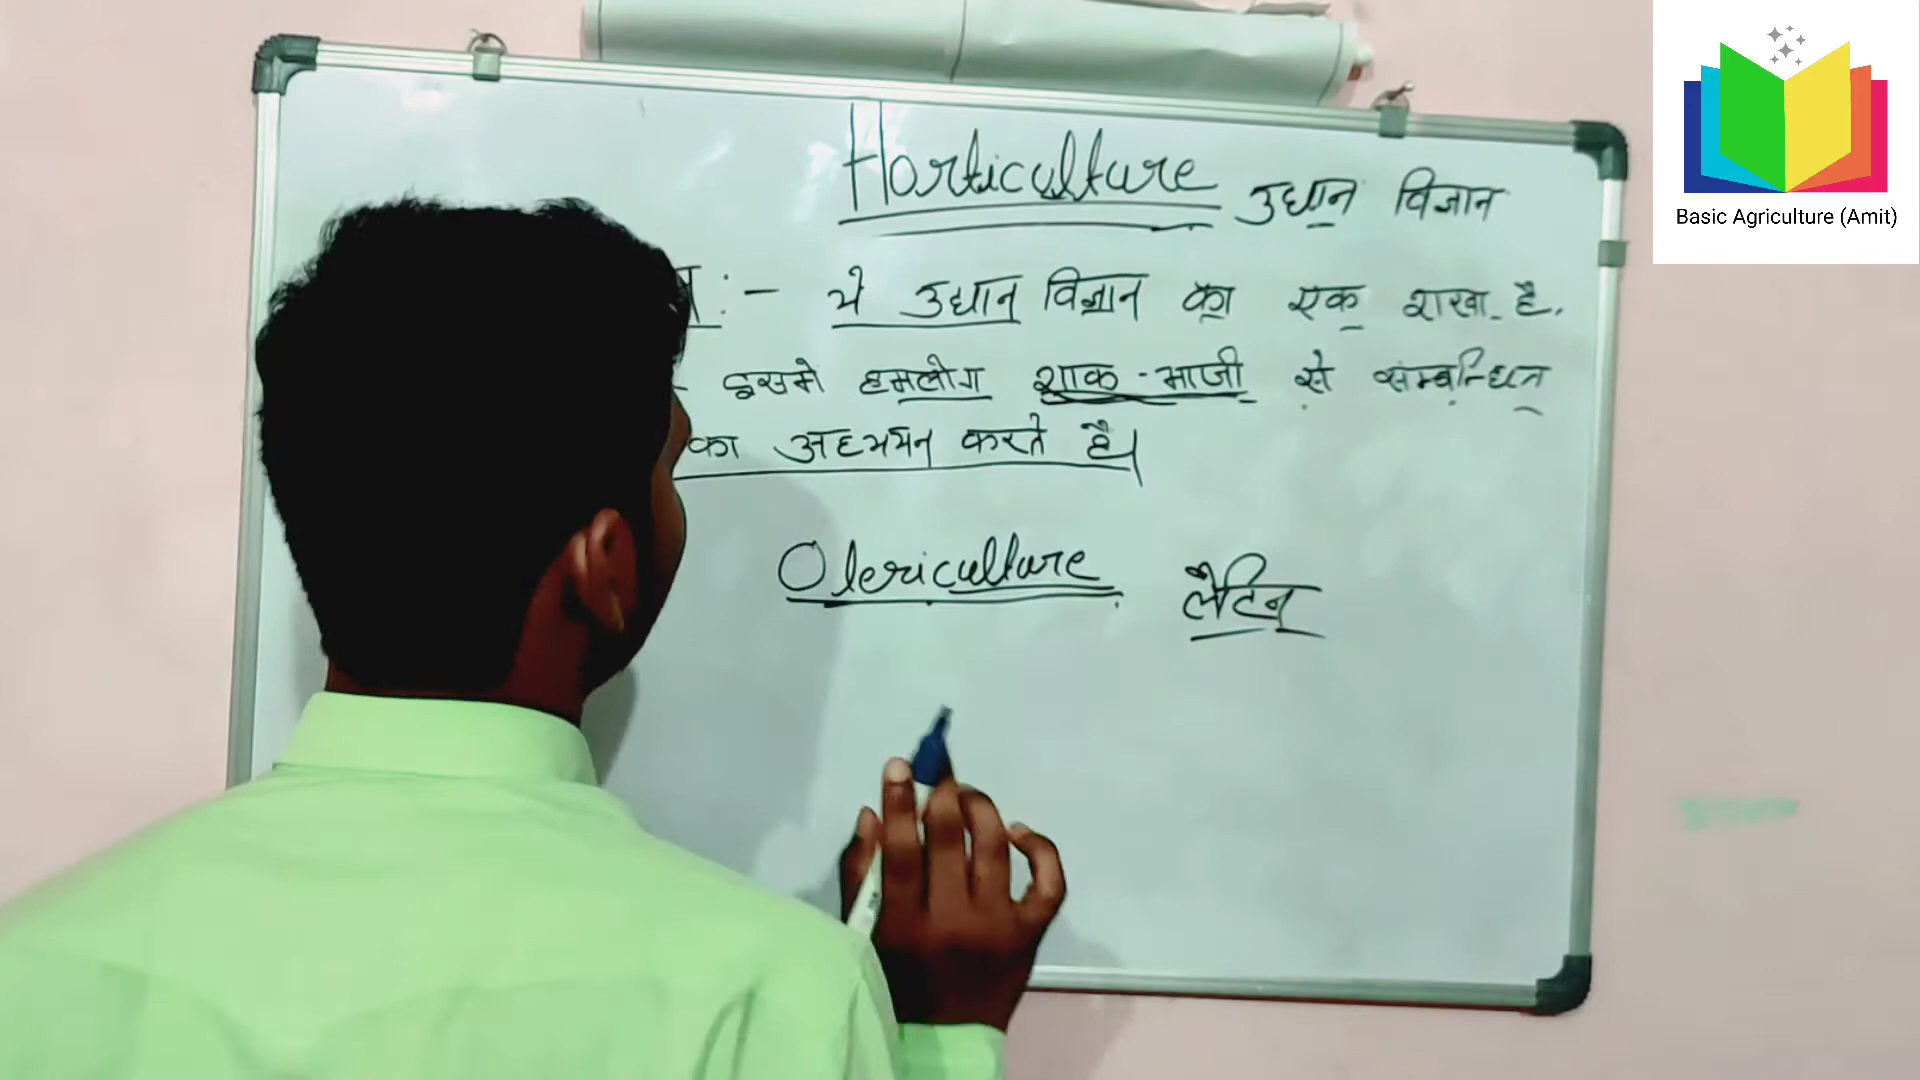 Horticulture उद्यान विज्ञान
:- ये उद्यान विज्ञान का एक शाखा है.
- इसमे हमलोग शाक-भाजी से सम्बन्धित
का अध्ययन करते है।
Olericulture लैटिन
Basic Agriculture (Amit)